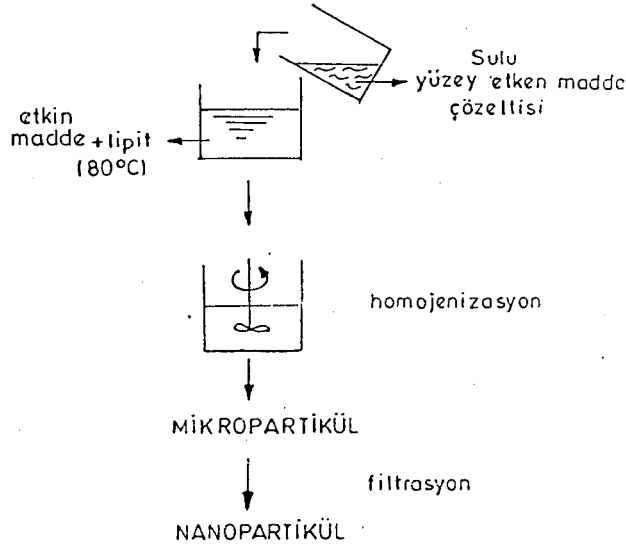 Sulu
yüzey etken madde
çözeltisi
etkin
madde + lipit
(80°C)
homojenizasyon
MİKROPARTİKÜL
filtrasyon
NANOPARTİKÜL